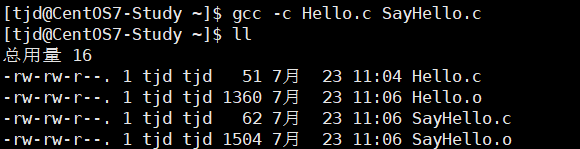 [tjd@CentOS7-Study ~]$ gcc -c Hello.c SayHello.c
[tjd@CentOS7-Study ~]$ ll
总用量 16
-rw-rw-r--. 1 tjd tjd   51 7月  23 11:04 Hello.c
-rw-rw-r--. 1 tjd tjd 1360 7月  23 11:06 Hello.o
-rw-rw-r--. 1 tjd tjd   62 7月  23 11:06 SayHello.c
-rw-rw-r--. 1 tjd tjd 1504 7月  23 11:06 SayHello.o